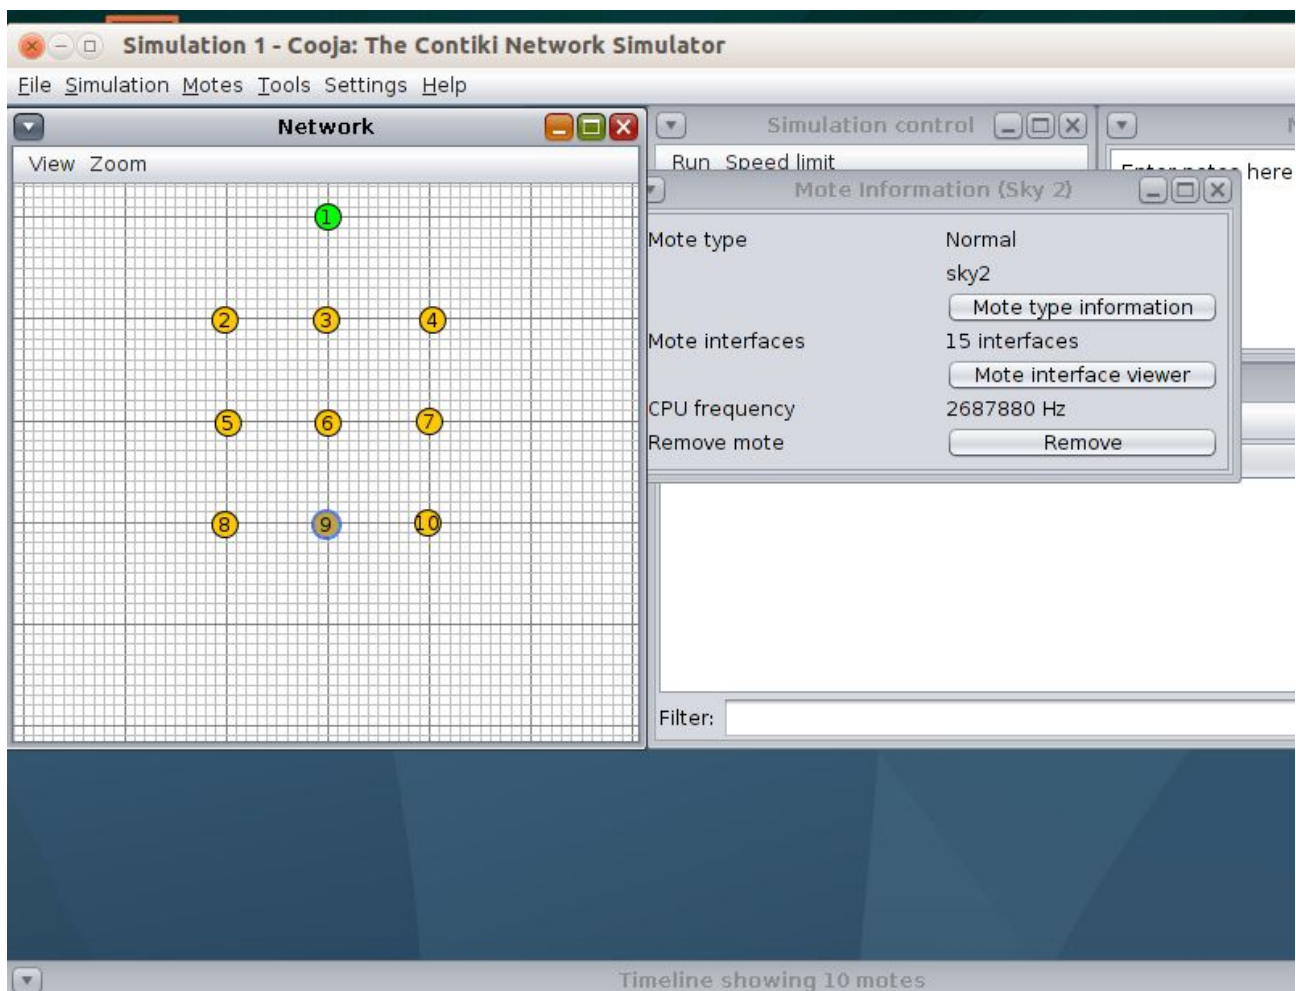 Simulation 1 - Cooja: The Contiki Network Simulator
File Simulation Motes Tools Settings Help
Network
View Zoom
1
2 3 4
5 6 7
8 9 10
Simulation control
Run Speed limit
N
Enter notes here
Mote Information (Sky 2)
Mote type Normal
sky2
Mote type information
Mote interfaces 15 interfaces
Mote interface viewer
CPU frequency 2687880 Hz
Remove mote Remove
Filter:
Timeline showing 10 motes